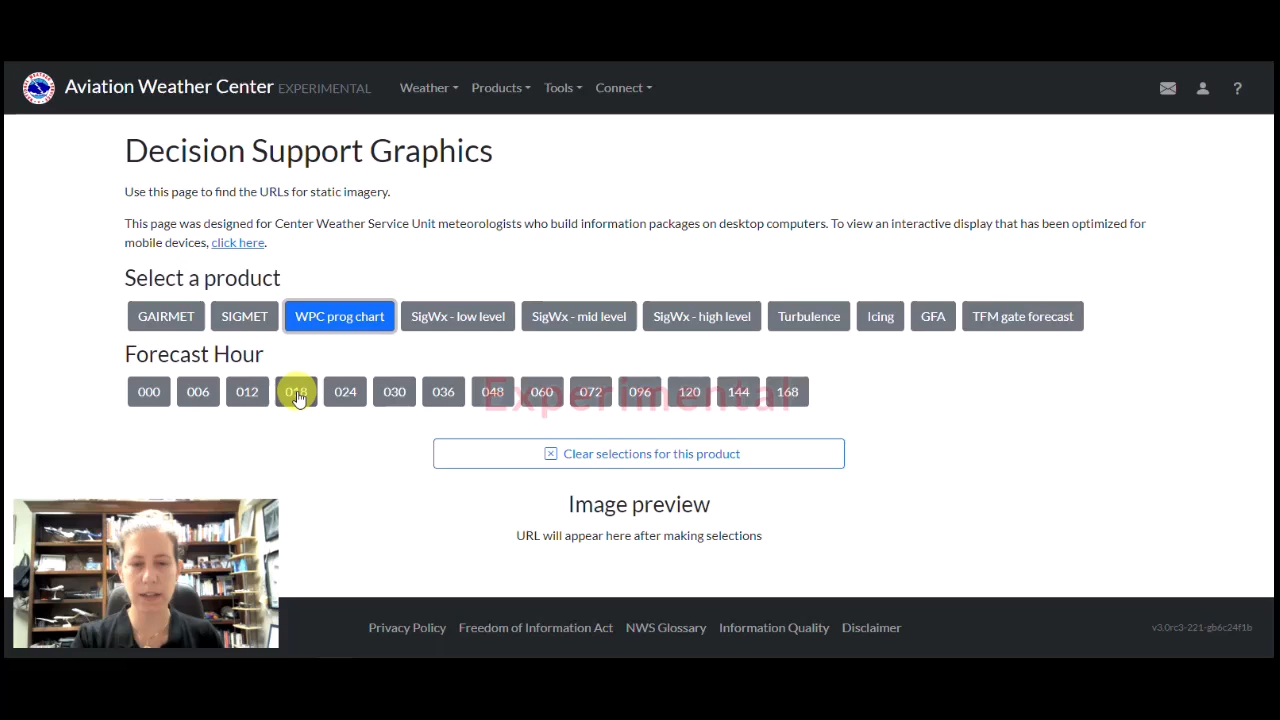 Aviation Weather Center EXPERIMENTAL Weather Products Tools Connect ?
Decision Support Graphics
Use this page to find the URLs for static imagery.
This page was designed for Center Weather Service Unit meteorologists who build information packages on desktop computers. To view an interactive display that has been optimized for
mobile devices, click here.
Select a product
GAIRMET SIGMET WPC prog chart SigWx - low level SigWx - mid level SigWx - high level Turbulence Icing GFA TFM gate forecast
Forecast Hour
000 006 012 018 024 030 036 048 060 072 096 120 144 168
Experimental
Clear selections for this product
Image preview
URL will appear here after making selections
Privacy Policy Freedom of Information Act NWS Glossary Information Quality Disclaimer v3.0rc3-221-gb6c24f1b